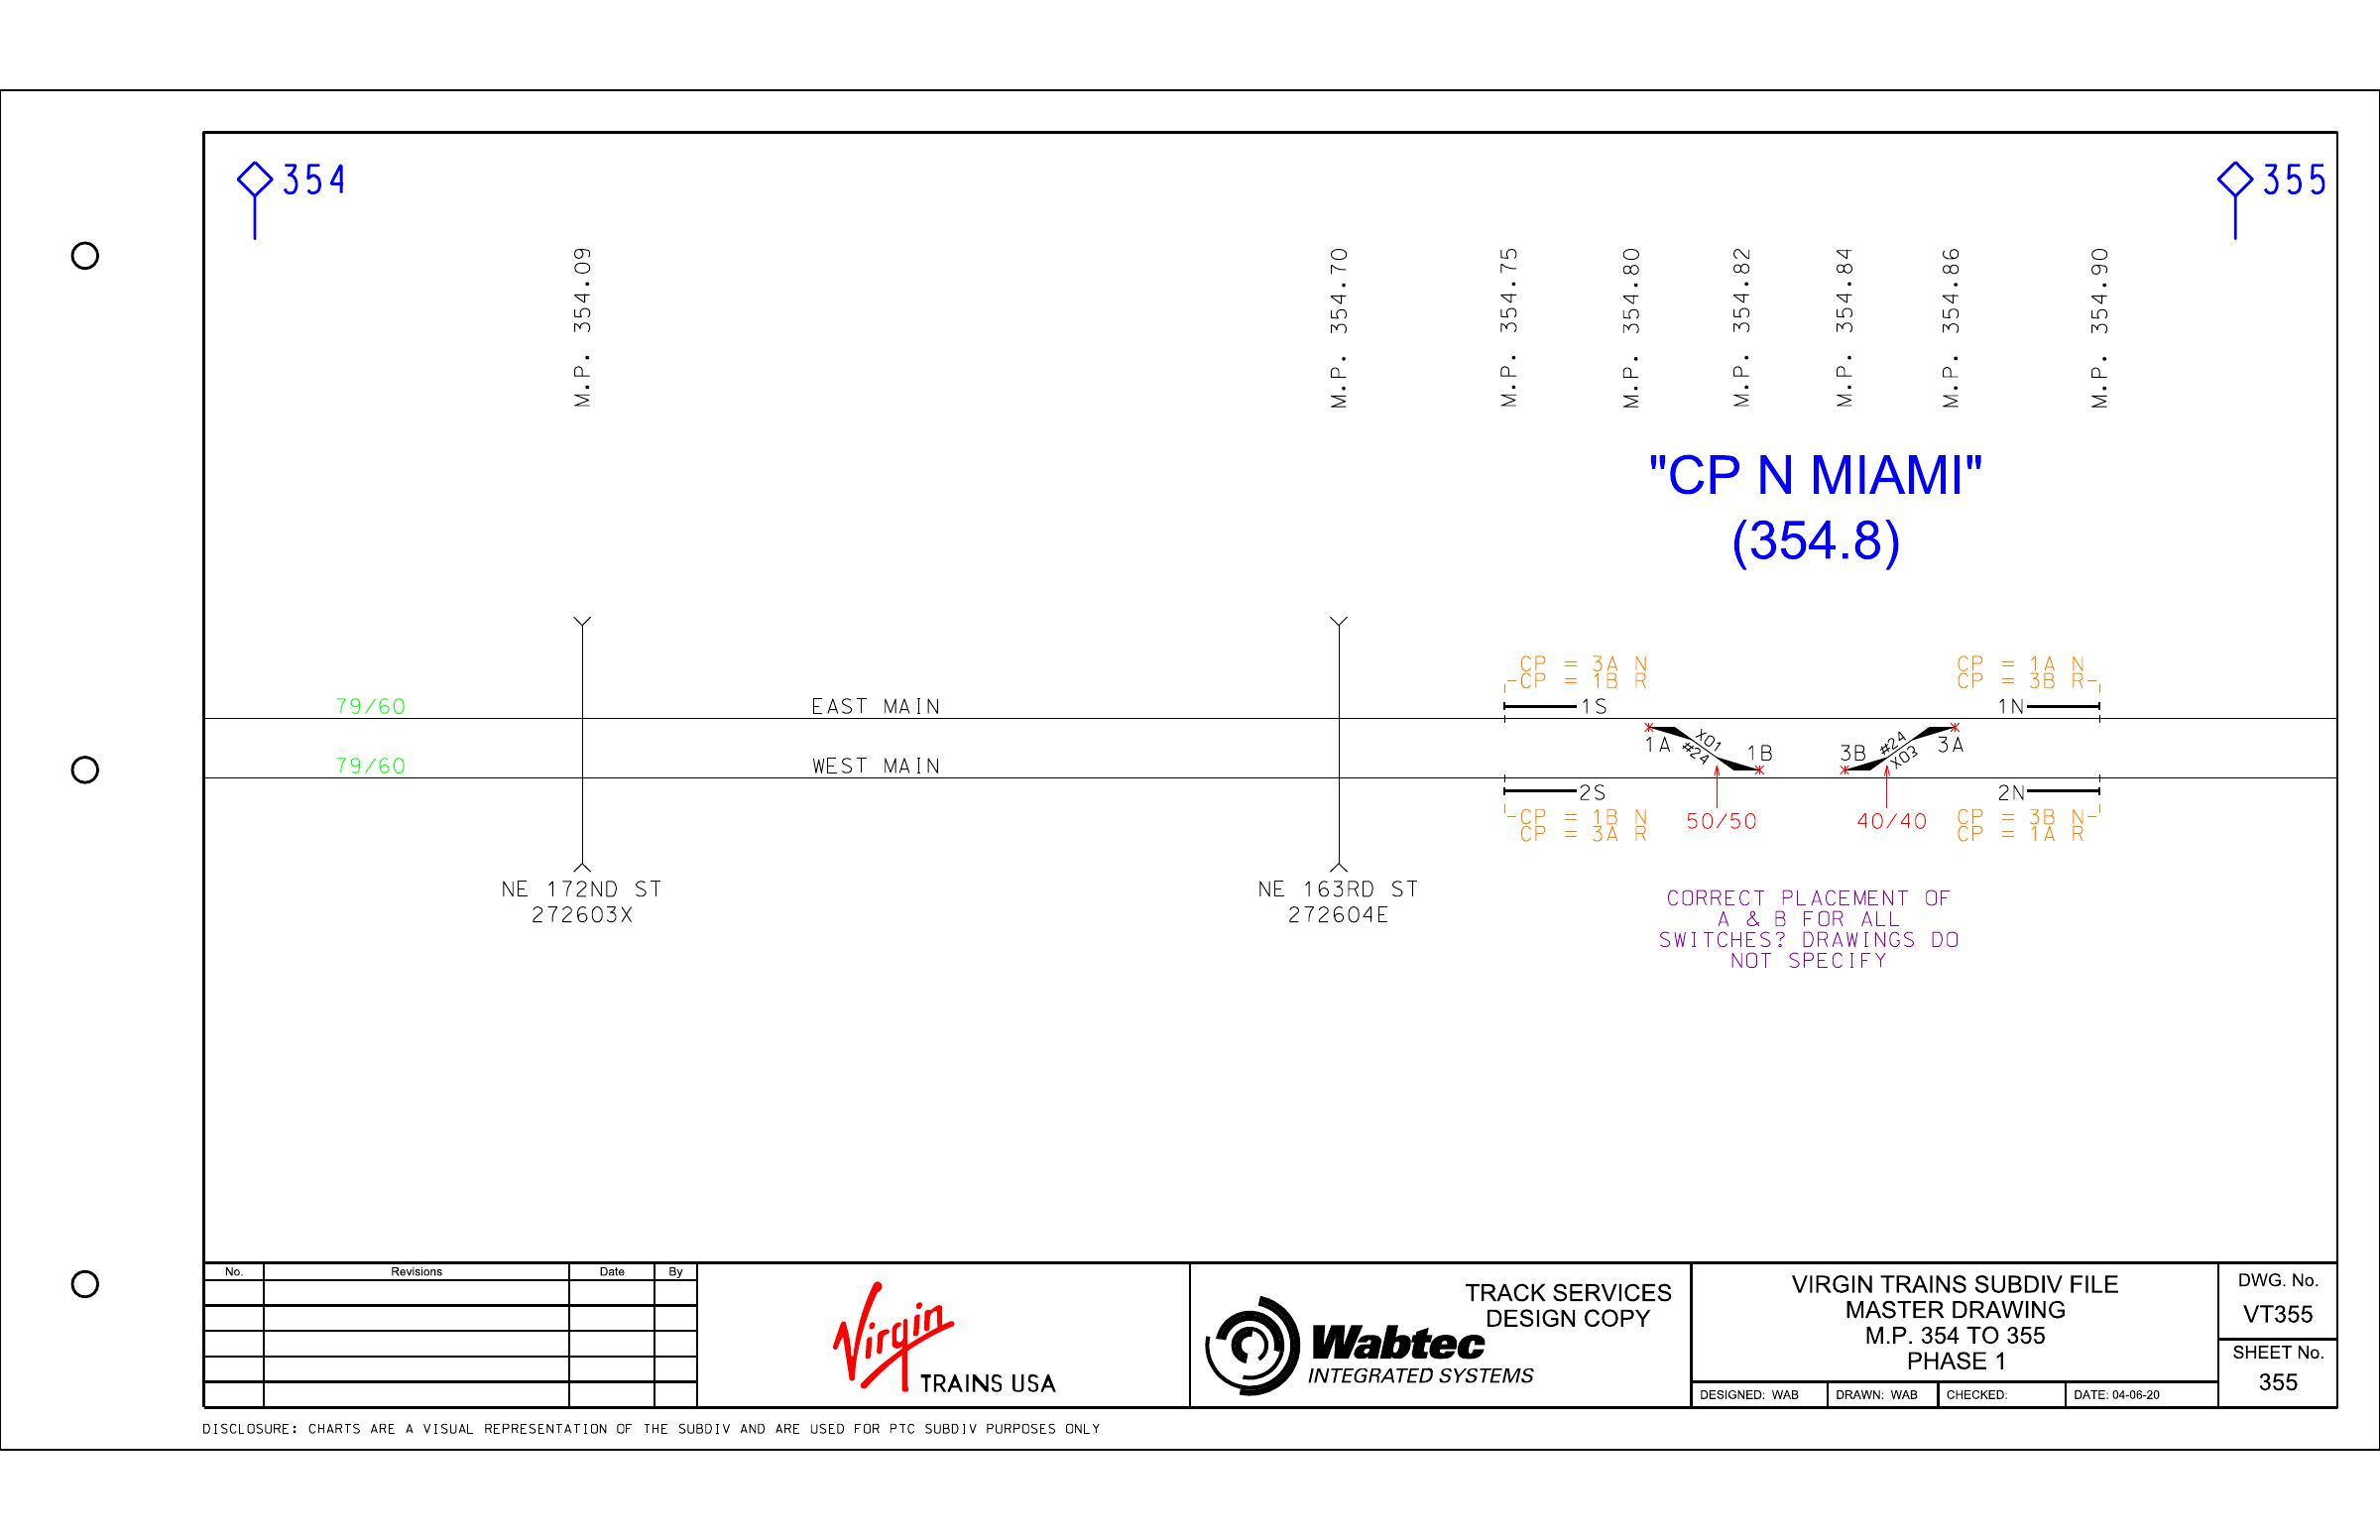 354
355
M.P. 354.09
M.P. 354.70
M.P. 354.75
M.P. 354.80
M.P. 354.82
M.P. 354.84
M.P. 354.86
M.P. 354.90
"CP N MIAMI"
(354.8)
CP = 3A N
CP = 1B R
CP = 1A N
CP = 3B R
79/60
EAST MAIN
1S
1N
1A
X01
#24
1B
3B
#24
X03
3A
79/60
WEST MAIN
2S
2N
CP = 1B N
CP = 3A R
50/50
40/40
CP = 3B N
CP = 1A R
NE 172ND ST
272603X
NE 163RD ST
272604E
CORRECT PLACEMENT OF
A & B FOR ALL
SWITCHES? DRAWINGS DO
NOT SPECIFY
No. Revisions Date By
Virgin
TRAINS USA
TRACK SERVICES
DESIGN COPY
Wabtec
INTEGRATED SYSTEMS
VIRGIN TRAINS SUBDIV FILE
MASTER DRAWING
M.P. 354 TO 355
PHASE 1
DESIGNED: WAB DRAWN: WAB CHECKED: DATE: 04-06-20
DWG. No.
VT355
SHEET No.
355
DISCLOSURE: CHARTS ARE A VISUAL REPRESENTATION OF THE SUBDIV AND ARE USED FOR PTC SUBDIV PURPOSES ONLY